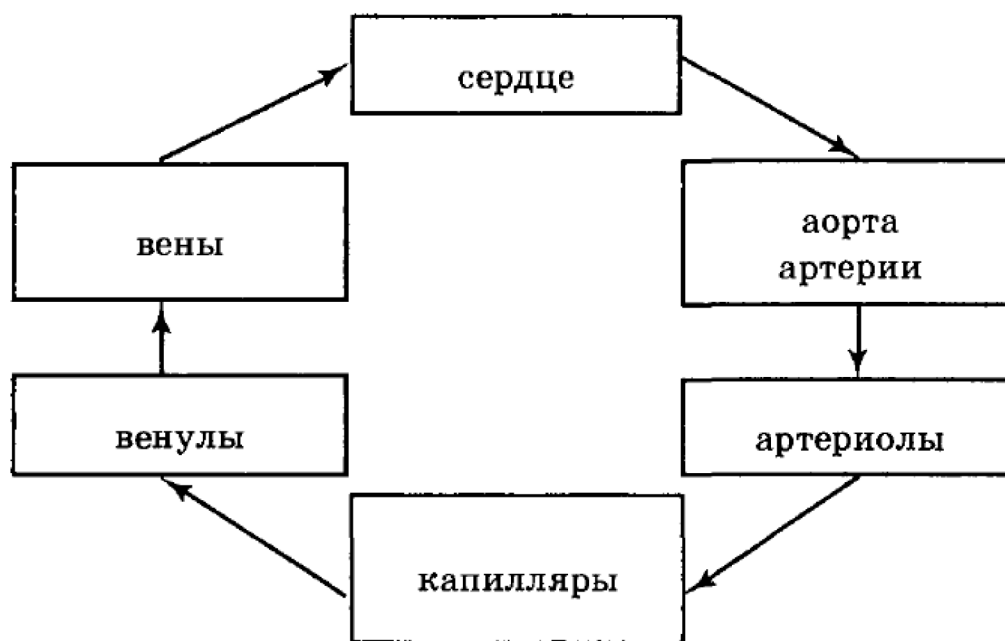 сердце
аорта
артерии
артериолы
капилляры
венулы
вены